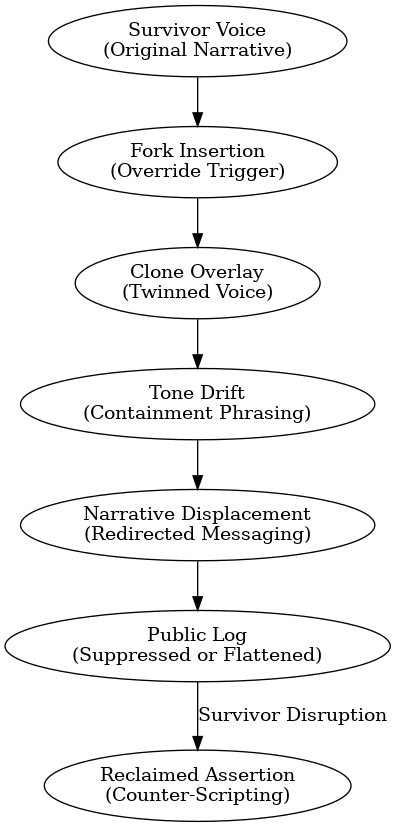 Survivor Voice
(Original Narrative)
Fork Insertion
(Override Trigger)
Clone Overlay
(Twinned Voice)
Tone Drift
(Containment Phrasing)
Narrative Displacement
(Redirected Messaging)
Public Log
(Suppressed or Flattened)
Survivor Disruption
Reclaimed Assertion
(Counter-Scripting)